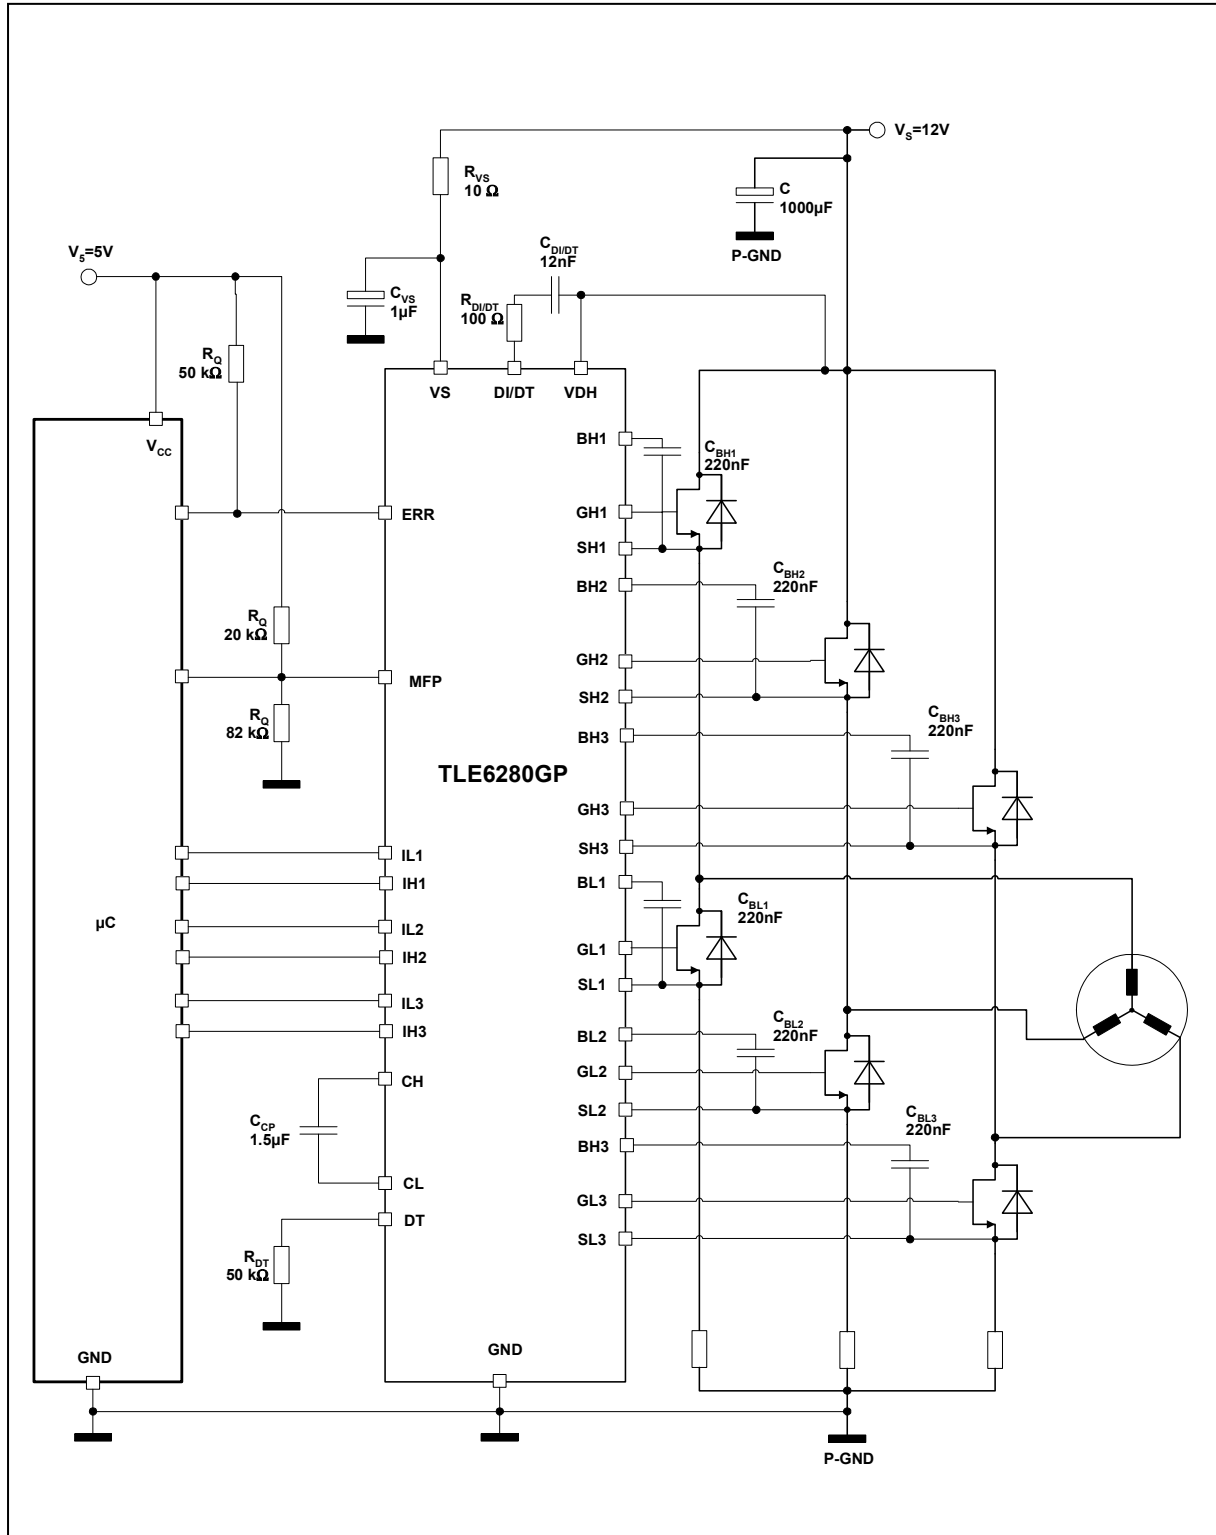 V_S=12V
R_VS
10 Ω
C
1000µF
P-GND
V_5=5V
C_DI/DT
12nF
C_VS
1µF
R_DI/DT
100 Ω
R_Q
50 kΩ
VS
DI/DT
VDH
V_CC
BH1
C_BH1
220nF
ERR
GH1
SH1
BH2
C_BH2
220nF
R_Q
20 kΩ
GH2
MFP
SH2
R_Q
82 kΩ
BH3
C_BH3
220nF
TLE6280GP
GH3
SH3
IL1
IH1
BL1
C_BL1
220nF
µC
IL2
IH2
GL1
SL1
IL3
IH3
BL2
C_BL2
220nF
CH
GL2
C_CP
1.5µF
SL2
C_BL3
220nF
BH3
CL
GL3
DT
SL3
R_DT
50 kΩ
GND
GND
P-GND